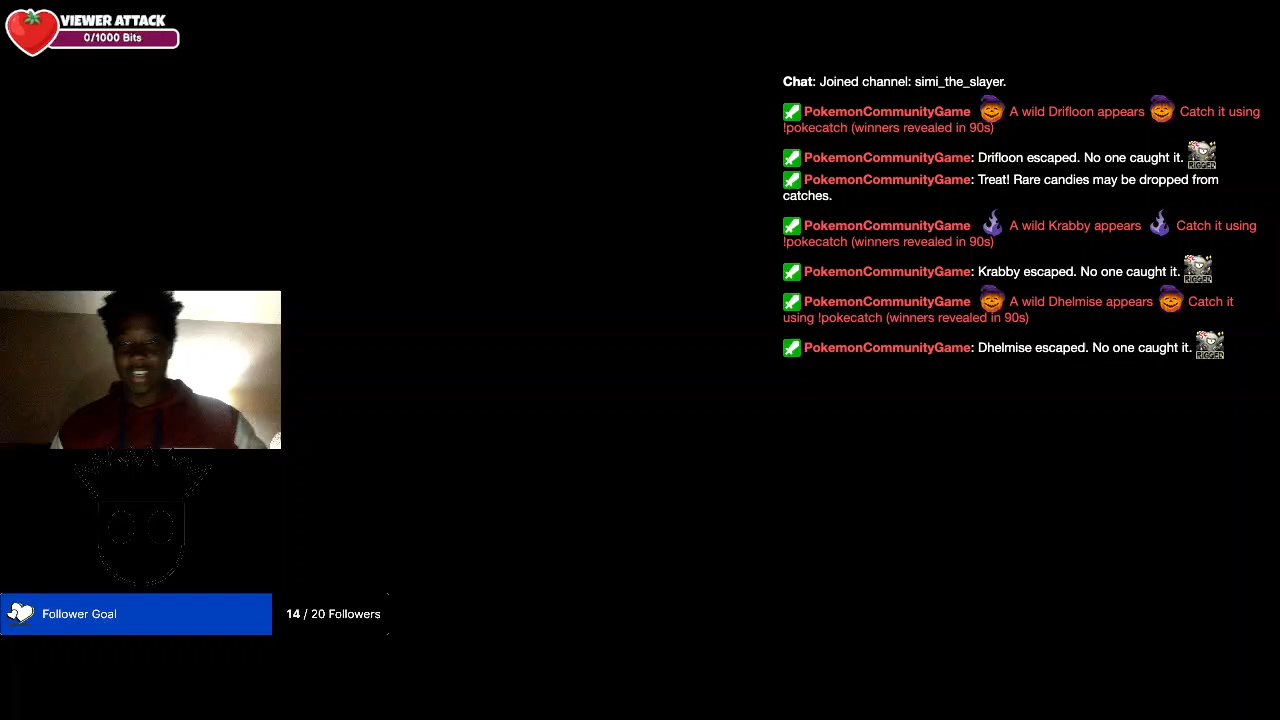 VIEWER ATTACK
0/1000 Bits
Chat: Joined channel: simi_the_slayer.
PokemonCommunityGame A wild Drifloon appears Catch it using
!pokecatch (winners revealed in 90s)
PokemonCommunityGame: Drifloon escaped. No one caught it.
PokemonCommunityGame: Treat! Rare candies may be dropped from
catches.
PokemonCommunityGame A wild Krabby appears Catch it using
!pokecatch (winners revealed in 90s)
PokemonCommunityGame: Krabby escaped. No one caught it.
PokemonCommunityGame A wild Dhelmise appears Catch it
using !pokecatch (winners revealed in 90s)
PokemonCommunityGame: Dhelmise escaped. No one caught it.
Follower Goal
14 / 20 Followers